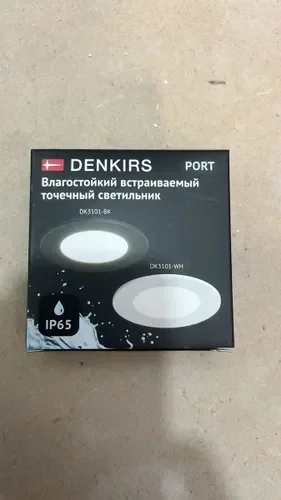 DENKIRS PORT
Влагостойкий встраиваемый
точечный светильник
DK3101-BK
DK3101-WH
IP65